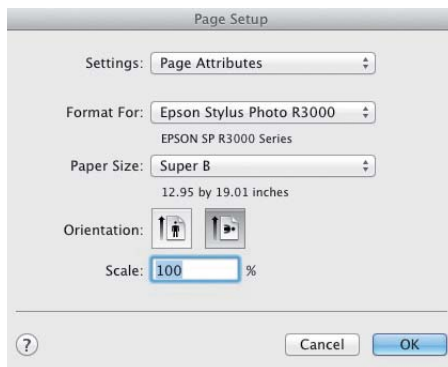 Page Setup
Settings: Page Attributes
Format For: Epson Stylus Photo R3000
EPSON SP R3000 Series
Paper Size: Super B
12.95 by 19.01 inches
Orientation:
Scale: 100 %
? Cancel OK